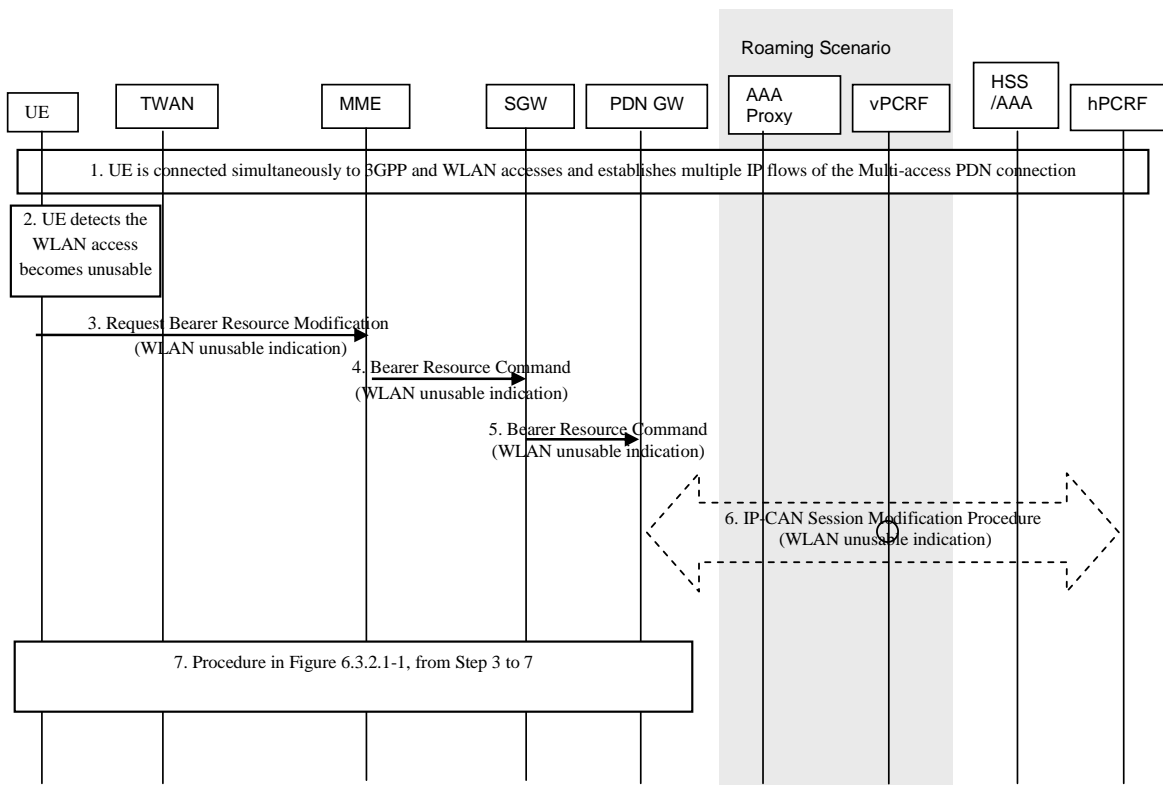 Roaming Scenario
UE
TWAN
MME
SGW
PDN GW
AAA
Proxy
vPCRF
HSS
/AAA
hPCRF
1. UE is connected simultaneously to 3GPP and WLAN accesses and establishes multiple IP flows of the Multi-access PDN connection
2. UE detects the
WLAN access
becomes unusable
3. Request Bearer Resource Modification
(WLAN unusable indication)
4. Bearer Resource Command
(WLAN unusable indication)
5. Bearer Resource Command
(WLAN unusable indication)
6. IP-CAN Session Modification Procedure
(WLAN unusable indication)
7. Procedure in Figure 6.3.2.1-1, from Step 3 to 7